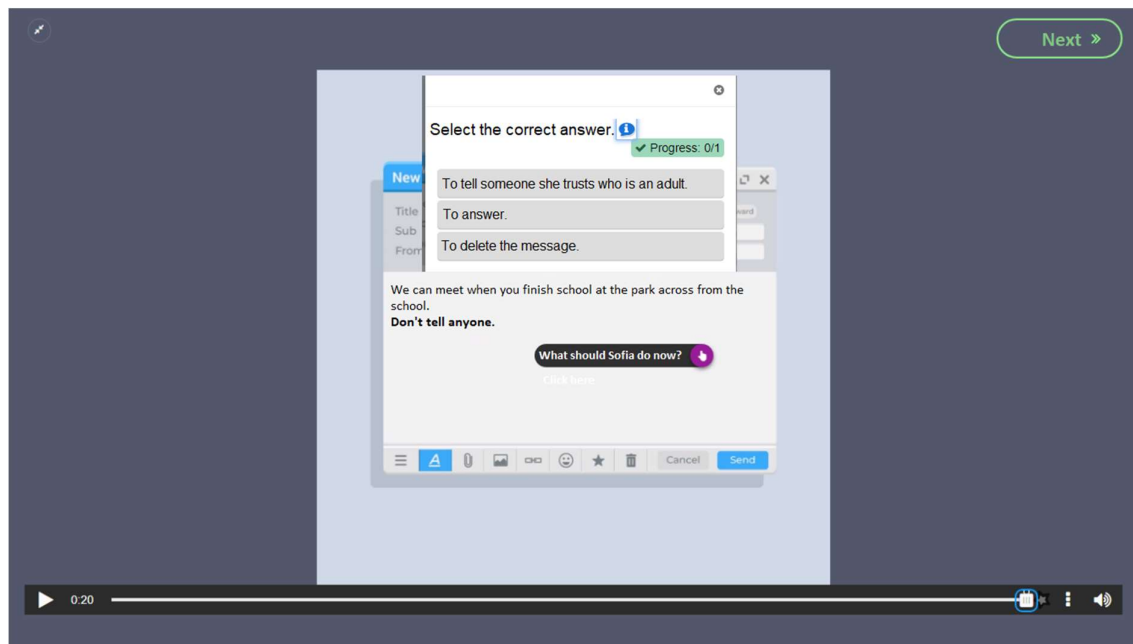 Next »
Select the correct answer.
Progress: 0/1
New
To tell someone she trusts who is an adult.
Title
To answer.
Sub
To delete the message.
From
We can meet when you finish school at the park across from the
school.
Don't tell anyone.
What should Sofia do now?
Click here
A
Cancel
Send
0:20